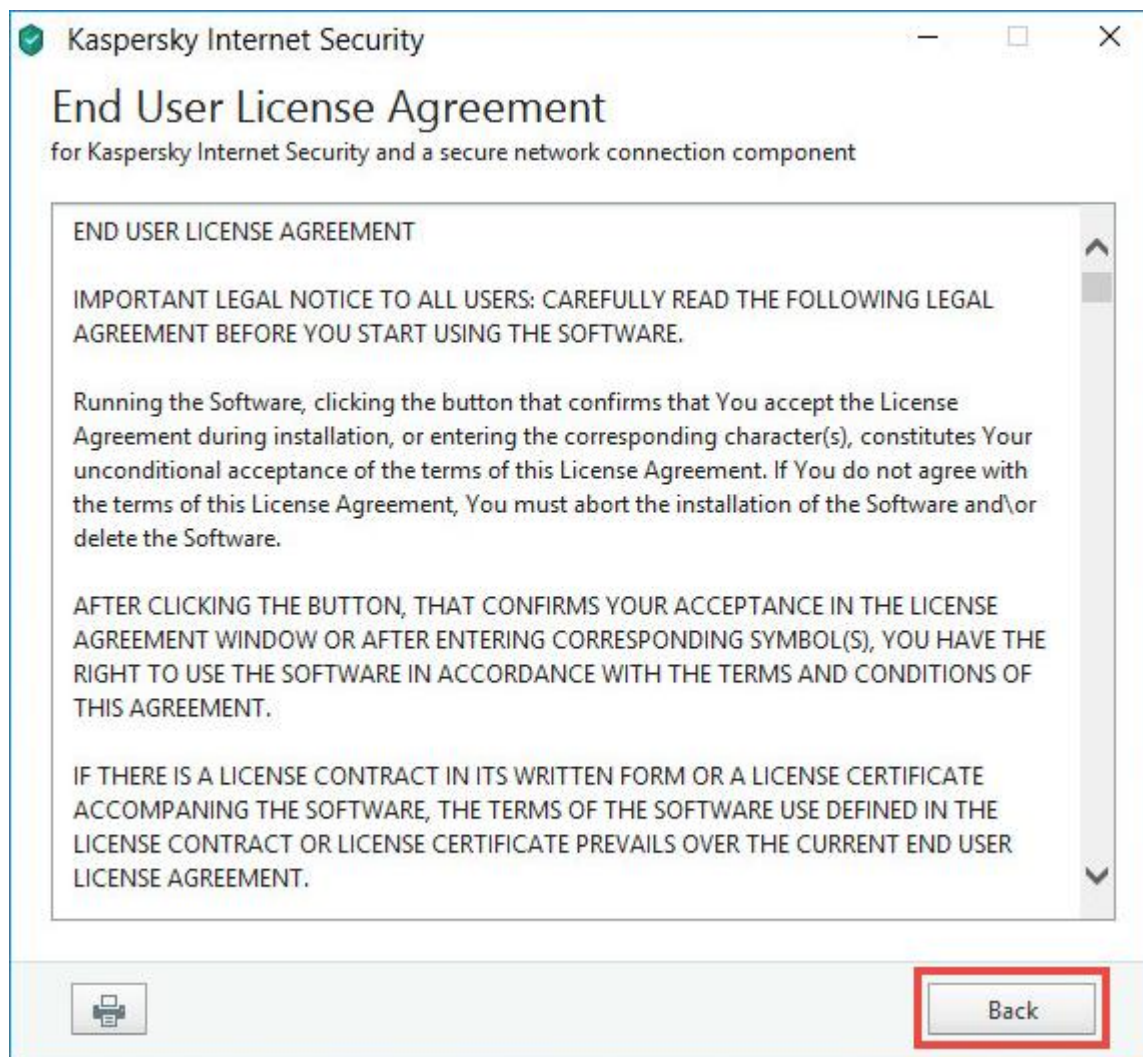 Kaspersky Internet Security
End User License Agreement
for Kaspersky Internet Security and a secure network connection component
END USER LICENSE AGREEMENT
IMPORTANT LEGAL NOTICE TO ALL USERS: CAREFULLY READ THE FOLLOWING LEGAL
AGREEMENT BEFORE YOU START USING THE SOFTWARE.
Running the Software, clicking the button that confirms that You accept the License
Agreement during installation, or entering the corresponding character(s), constitutes Your
unconditional acceptance of the terms of this License Agreement. If You do not agree with
the terms of this License Agreement, You must abort the installation of the Software and\or
delete the Software.
AFTER CLICKING THE BUTTON, THAT CONFIRMS YOUR ACCEPTANCE IN THE LICENSE
AGREEMENT WINDOW OR AFTER ENTERING CORRESPONDING SYMBOL(S), YOU HAVE THE
RIGHT TO USE THE SOFTWARE IN ACCORDANCE WITH THE TERMS AND CONDITIONS OF
THIS AGREEMENT.
IF THERE IS A LICENSE CONTRACT IN ITS WRITTEN FORM OR A LICENSE CERTIFICATE
ACCOMPANING THE SOFTWARE, THE TERMS OF THE SOFTWARE USE DEFINED IN THE
LICENSE CONTRACT OR LICENSE CERTIFICATE PREVAILS OVER THE CURRENT END USER
LICENSE AGREEMENT.
Back